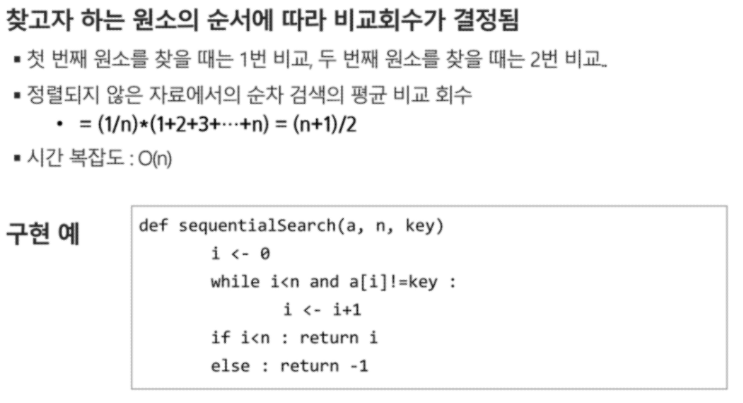 찾고자 하는 원소의 순서에 따라 비교회수가 결정됨
▪ 첫 번째 원소를 찾을 때는 1번 비교, 두 번째 원소를 찾을 때는 2번 비교..
▪ 정렬되지 않은 자료에서의 순차 검색의 평균 비교 회수
• = (1/n)*(1+2+3+⋯+n) = (n+1)/2
▪ 시간 복잡도 : O(n)
구현 예
def sequentialSearch(a, n, key)
i <- 0
while i<n and a[i]!=key :
i <- i+1
if i<n : return i
else : return -1